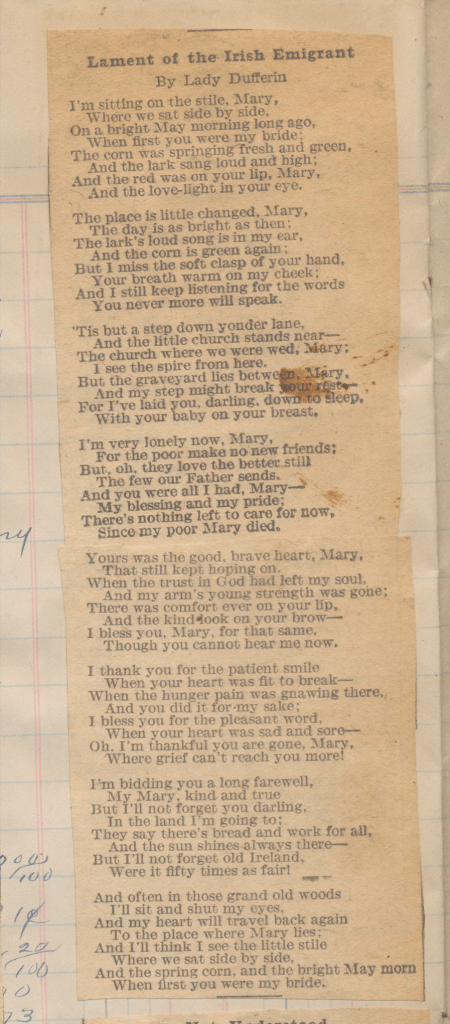 Lament of the Irish Emigrant
By Lady Dufferin
I'm sitting on the stile, Mary,
Where we sat side by side,
On a bright May morning long ago,
When first you were my bride;
The corn was springing fresh and green,
And the lark sang loud and high;
And the red was on your lip, Mary,
And the love-light in your eye.
The place is little changed, Mary,
The day is as bright as then;
The lark's loud song is in my ear,
And the corn is green again;
But I miss the soft clasp of your hand,
Your breath warm on my cheek;
And I still keep listening for the words
You never more will speak.
'Tis but a step down yonder lane,
And the little church stands near—
The church where we were wed, Mary;
I see the spire from here.
But the graveyard lies between, Mary,
And my step might break your rest—
For I've laid you, darling, down to sleep,
With your baby on your breast.
I'm very lonely now, Mary,
For the poor make no new friends;
But, oh, they love the better still
The few our Father sends.
And you were all I had, Mary—
My blessing and my pride;
There's nothing left to care for now,
Since my poor Mary died.
Yours was the good, brave heart, Mary,
That still kept hoping on.
When the trust in God had left my soul,
And my arm's young strength was gone;
There was comfort ever on your lip,
And the kind look on your brow—
I bless you, Mary, for that same,
Though you cannot hear me now.
I thank you for the patient smile
When your heart was fit to break—
When the hunger pain was gnawing there,
And you did it for my sake;
I bless you for the pleasant word,
When your heart was sad and sore—
Oh, I'm thankful you are gone, Mary,
Where grief can't reach you more!
I'm bidding you a long farewell,
My Mary, kind and true
But I'll not forget you darling,
In the land I'm going to;
They say there's bread and work for all,
And the sun shines always there—
But I'll not forget old Ireland,
Were it fifty times as fair!
And often in those grand old woods
I'll sit and shut my eyes,
And my heart will travel back again
To the place where Mary lies;
And I'll think I see the little stile
Where we sat side by side,
And the spring corn, and the bright May morn
When first you were my bride.
Not Understood